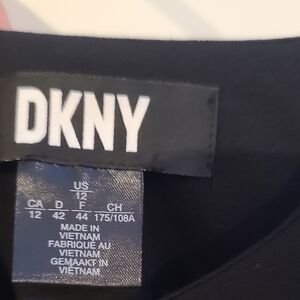 DKNY
US
12
CA D F CH
12 42 44 175/108A
MADE IN
VIETNAM
FABRIQUÉ AU
VIETNAM
GEMAAKT IN
VIETNAM